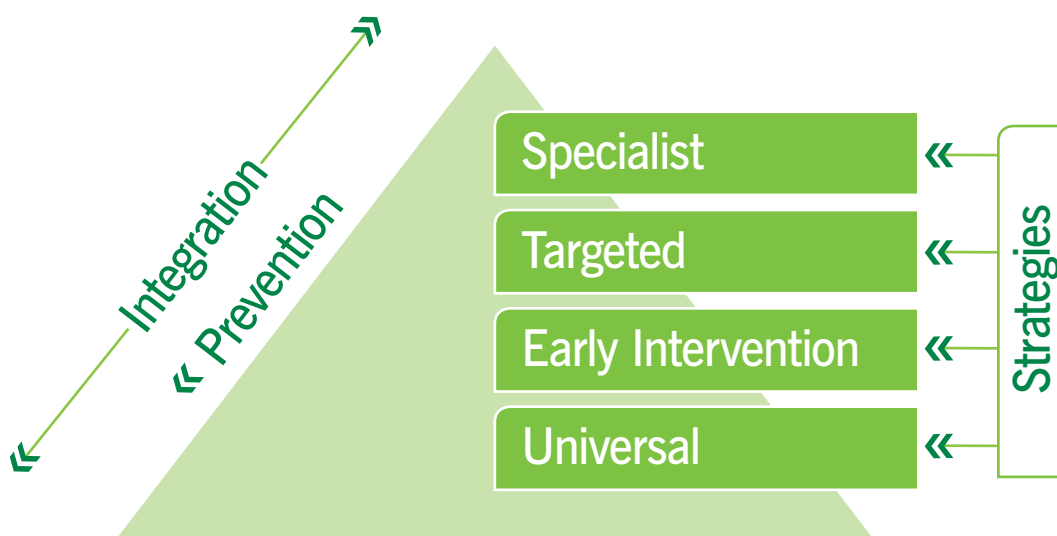 Integration
Prevention
Specialist
Targeted
Early Intervention
Universal
Strategies